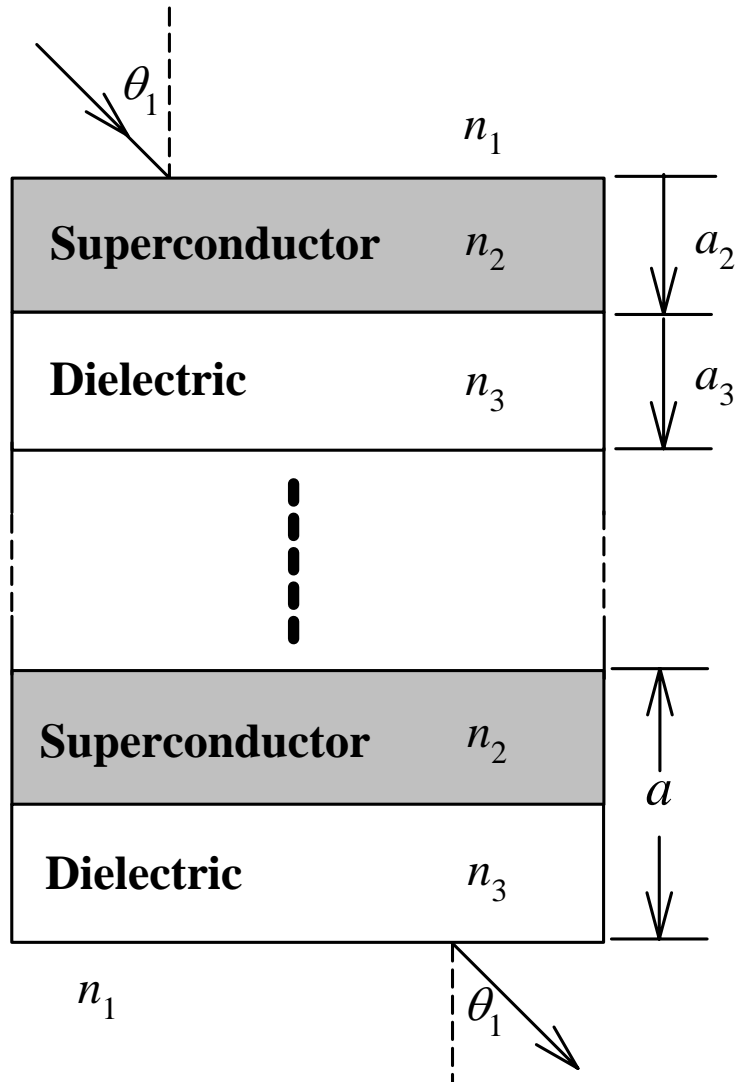 θ₁
n₁
Superconductor n₂ a₂
Dielectric n₃ a₃
Superconductor n₂
a
Dielectric n₃
n₁
θ₁